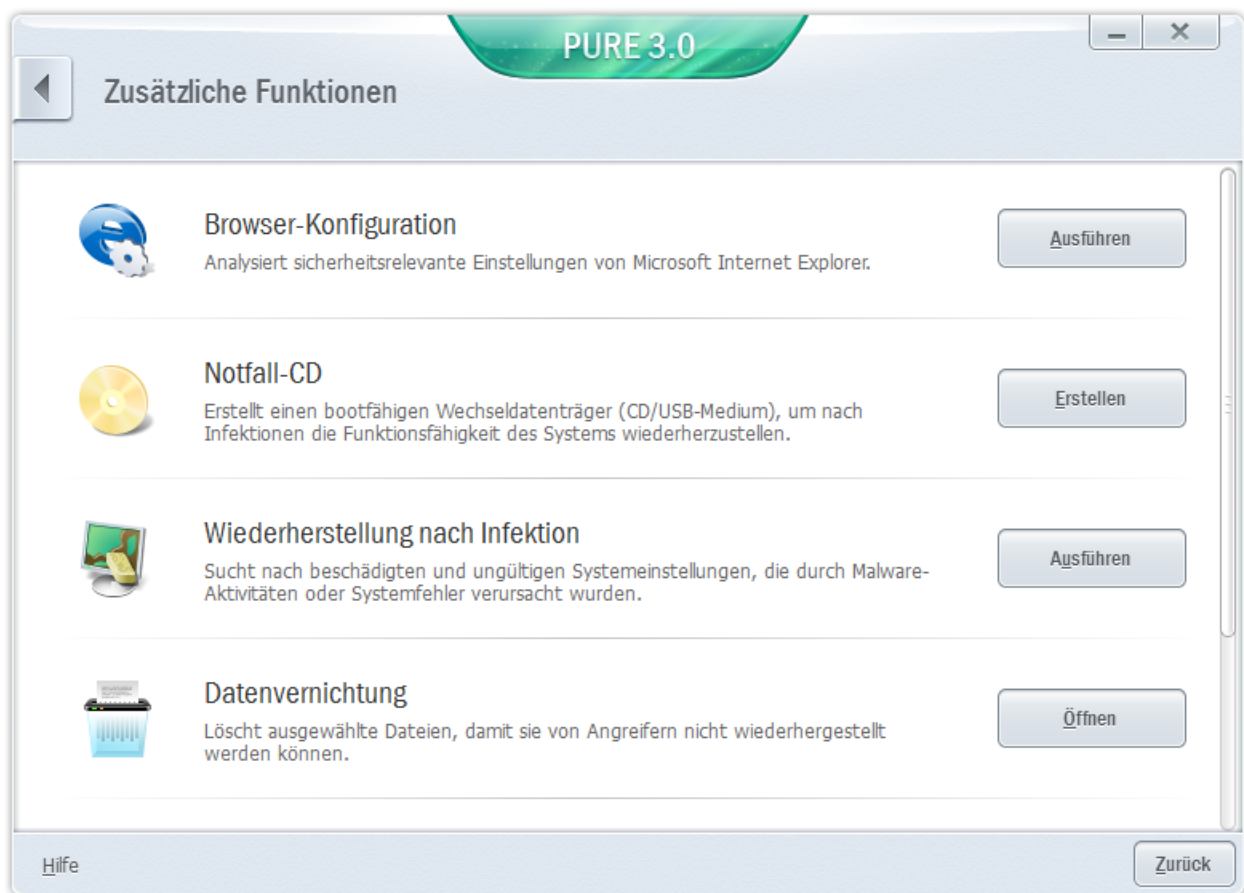 PURE 3.0
Zusätzliche Funktionen
Browser-Konfiguration
Analysiert sicherheitsrelevante Einstellungen von Microsoft Internet Explorer.
Ausführen
Notfall-CD
Erstellt einen bootfähigen Wechseldatenträger (CD/USB-Medium), um nach
Infektionen die Funktionsfähigkeit des Systems wiederherzustellen.
Erstellen
Wiederherstellung nach Infektion
Sucht nach beschädigten und ungültigen Systemeinstellungen, die durch Malware-
Aktivitäten oder Systemfehler verursacht wurden.
Ausführen
Datenvernichtung
Löscht ausgewählte Dateien, damit sie von Angreifern nicht wiederhergestellt
werden können.
Öffnen
Hilfe
Zurück